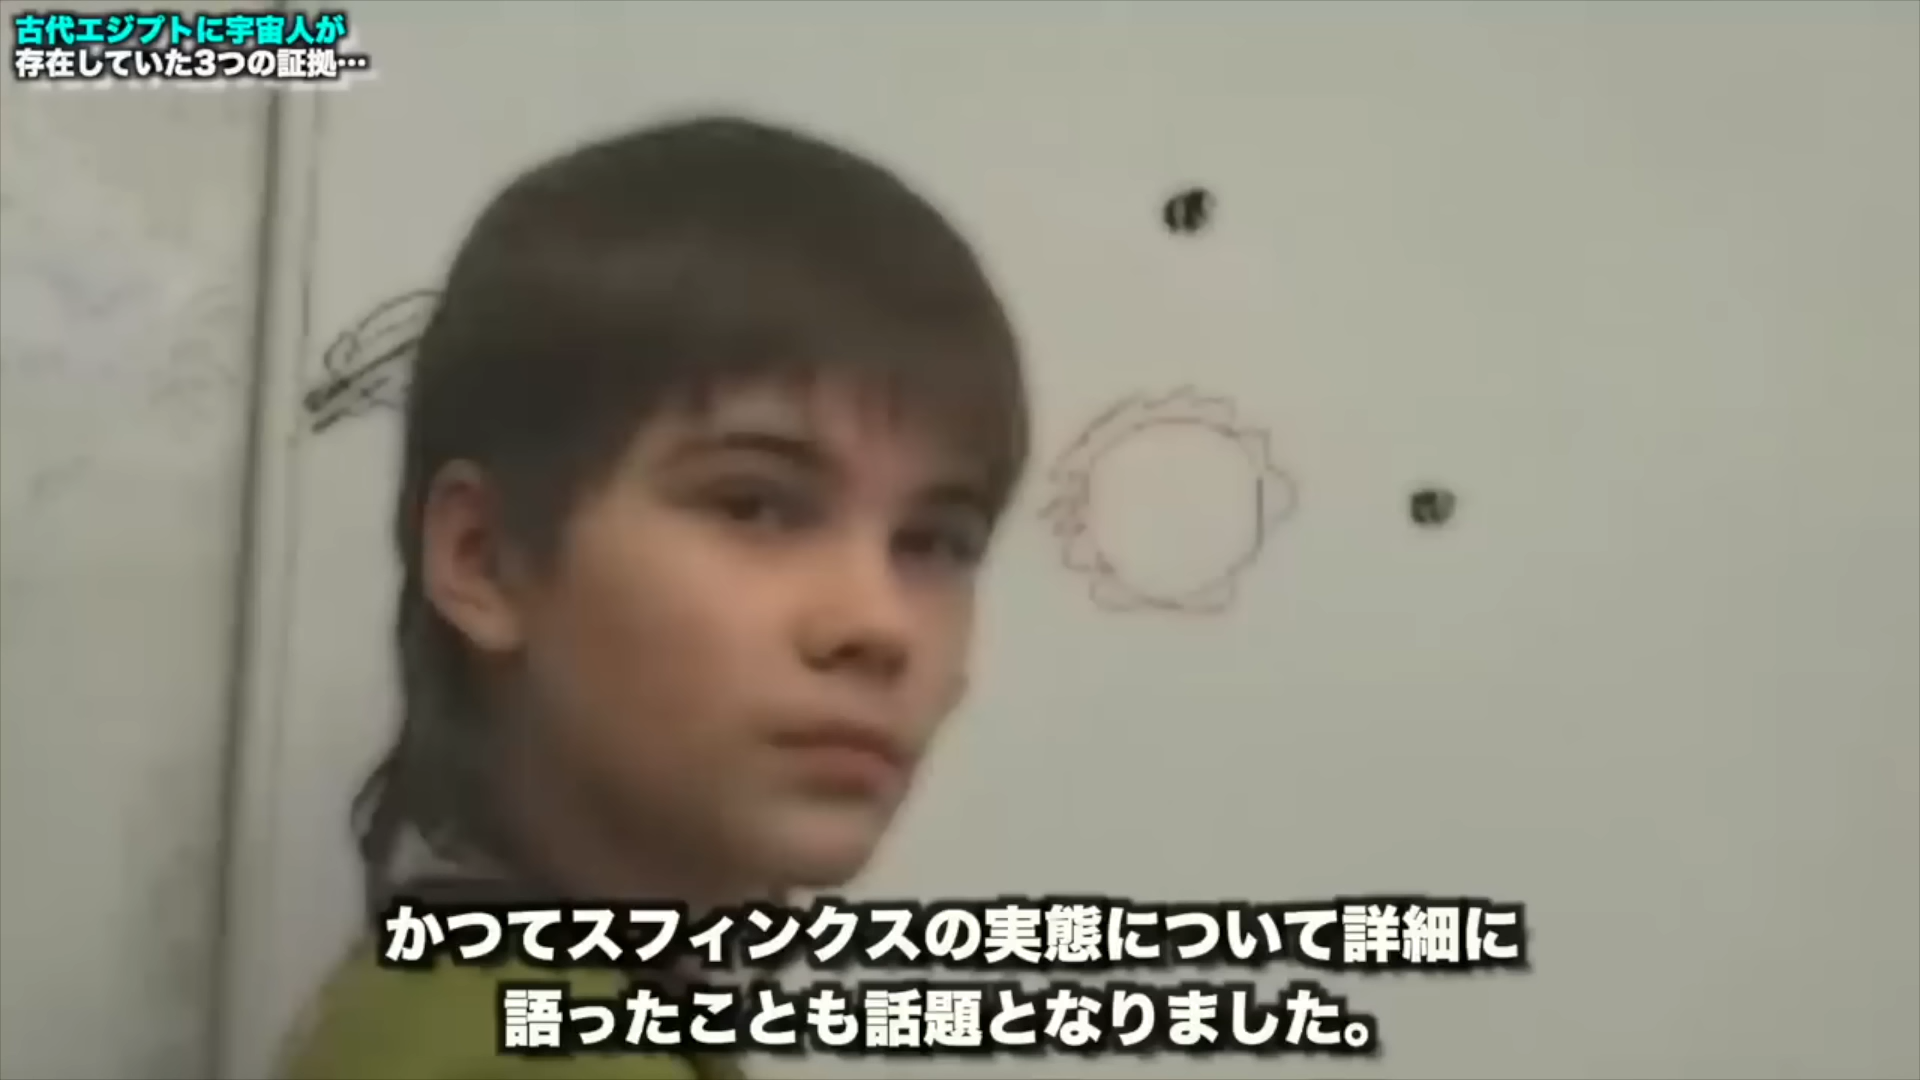 古代エジプトに宇宙人が
存在していた3つの証拠…
かつてスフィンクスの実態について詳細に
語ったことも話題となりました。